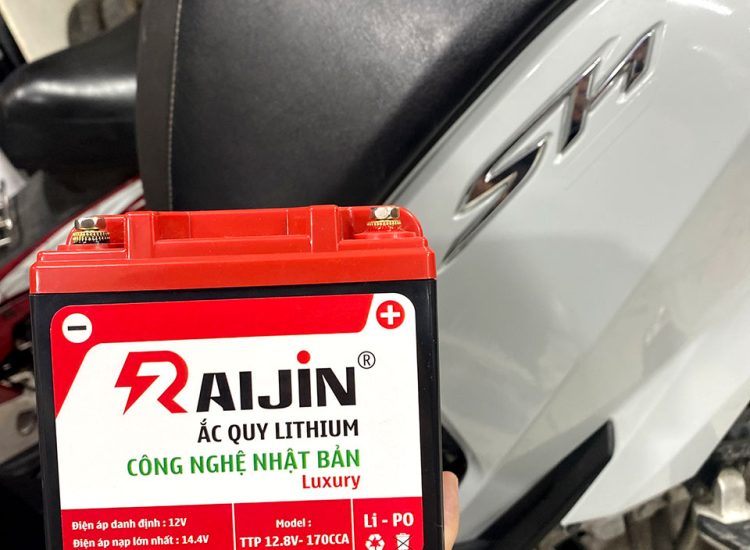 SH
− +
RAIJIN®
ẮC QUY LITHIUM
CÔNG NGHỆ NHẬT BẢN
Luxury
Điện áp danh định : 12V
Điện áp nạp lớn nhất : 14.4V
Model :
TTP 12.8V- 170CCA
Li - PO